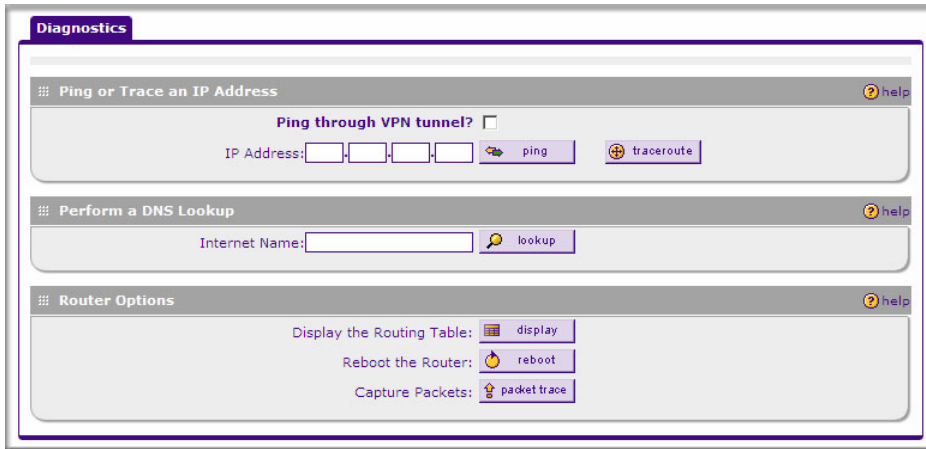 Diagnostics
Ping or Trace an IP Address
help
Ping through VPN tunnel?
IP Address: . . . ping traceroute
Perform a DNS Lookup
help
Internet Name: lookup
Router Options
help
Display the Routing Table: display
Reboot the Router: reboot
Capture Packets: packet trace